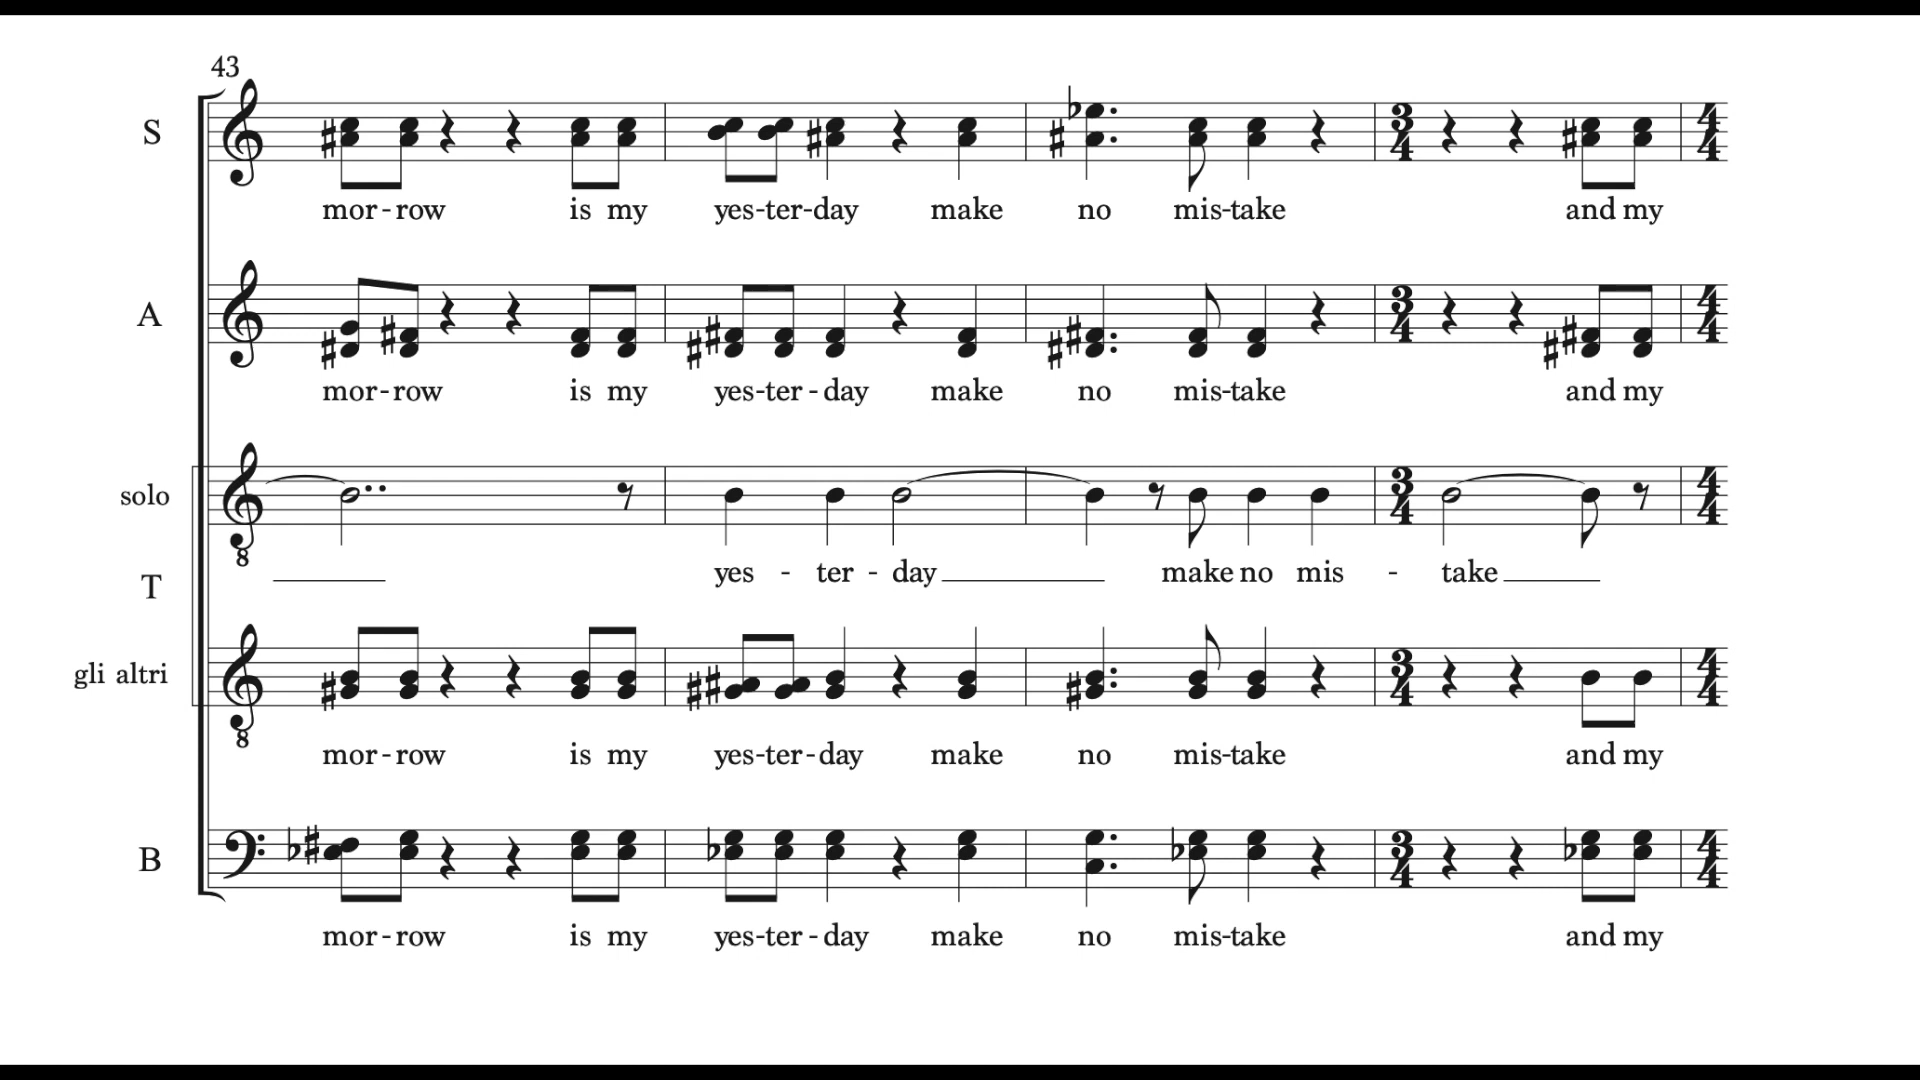 43
S
mor-row is my yes-ter-day make no mis-take and my
A
mor-row is my yes-ter-day make no mis-take and my
solo
yes - ter - day make no mis - take
T
gli altri
mor-row is my yes-ter-day make no mis-take and my
B
mor-row is my yes-ter-day make no mis-take and my